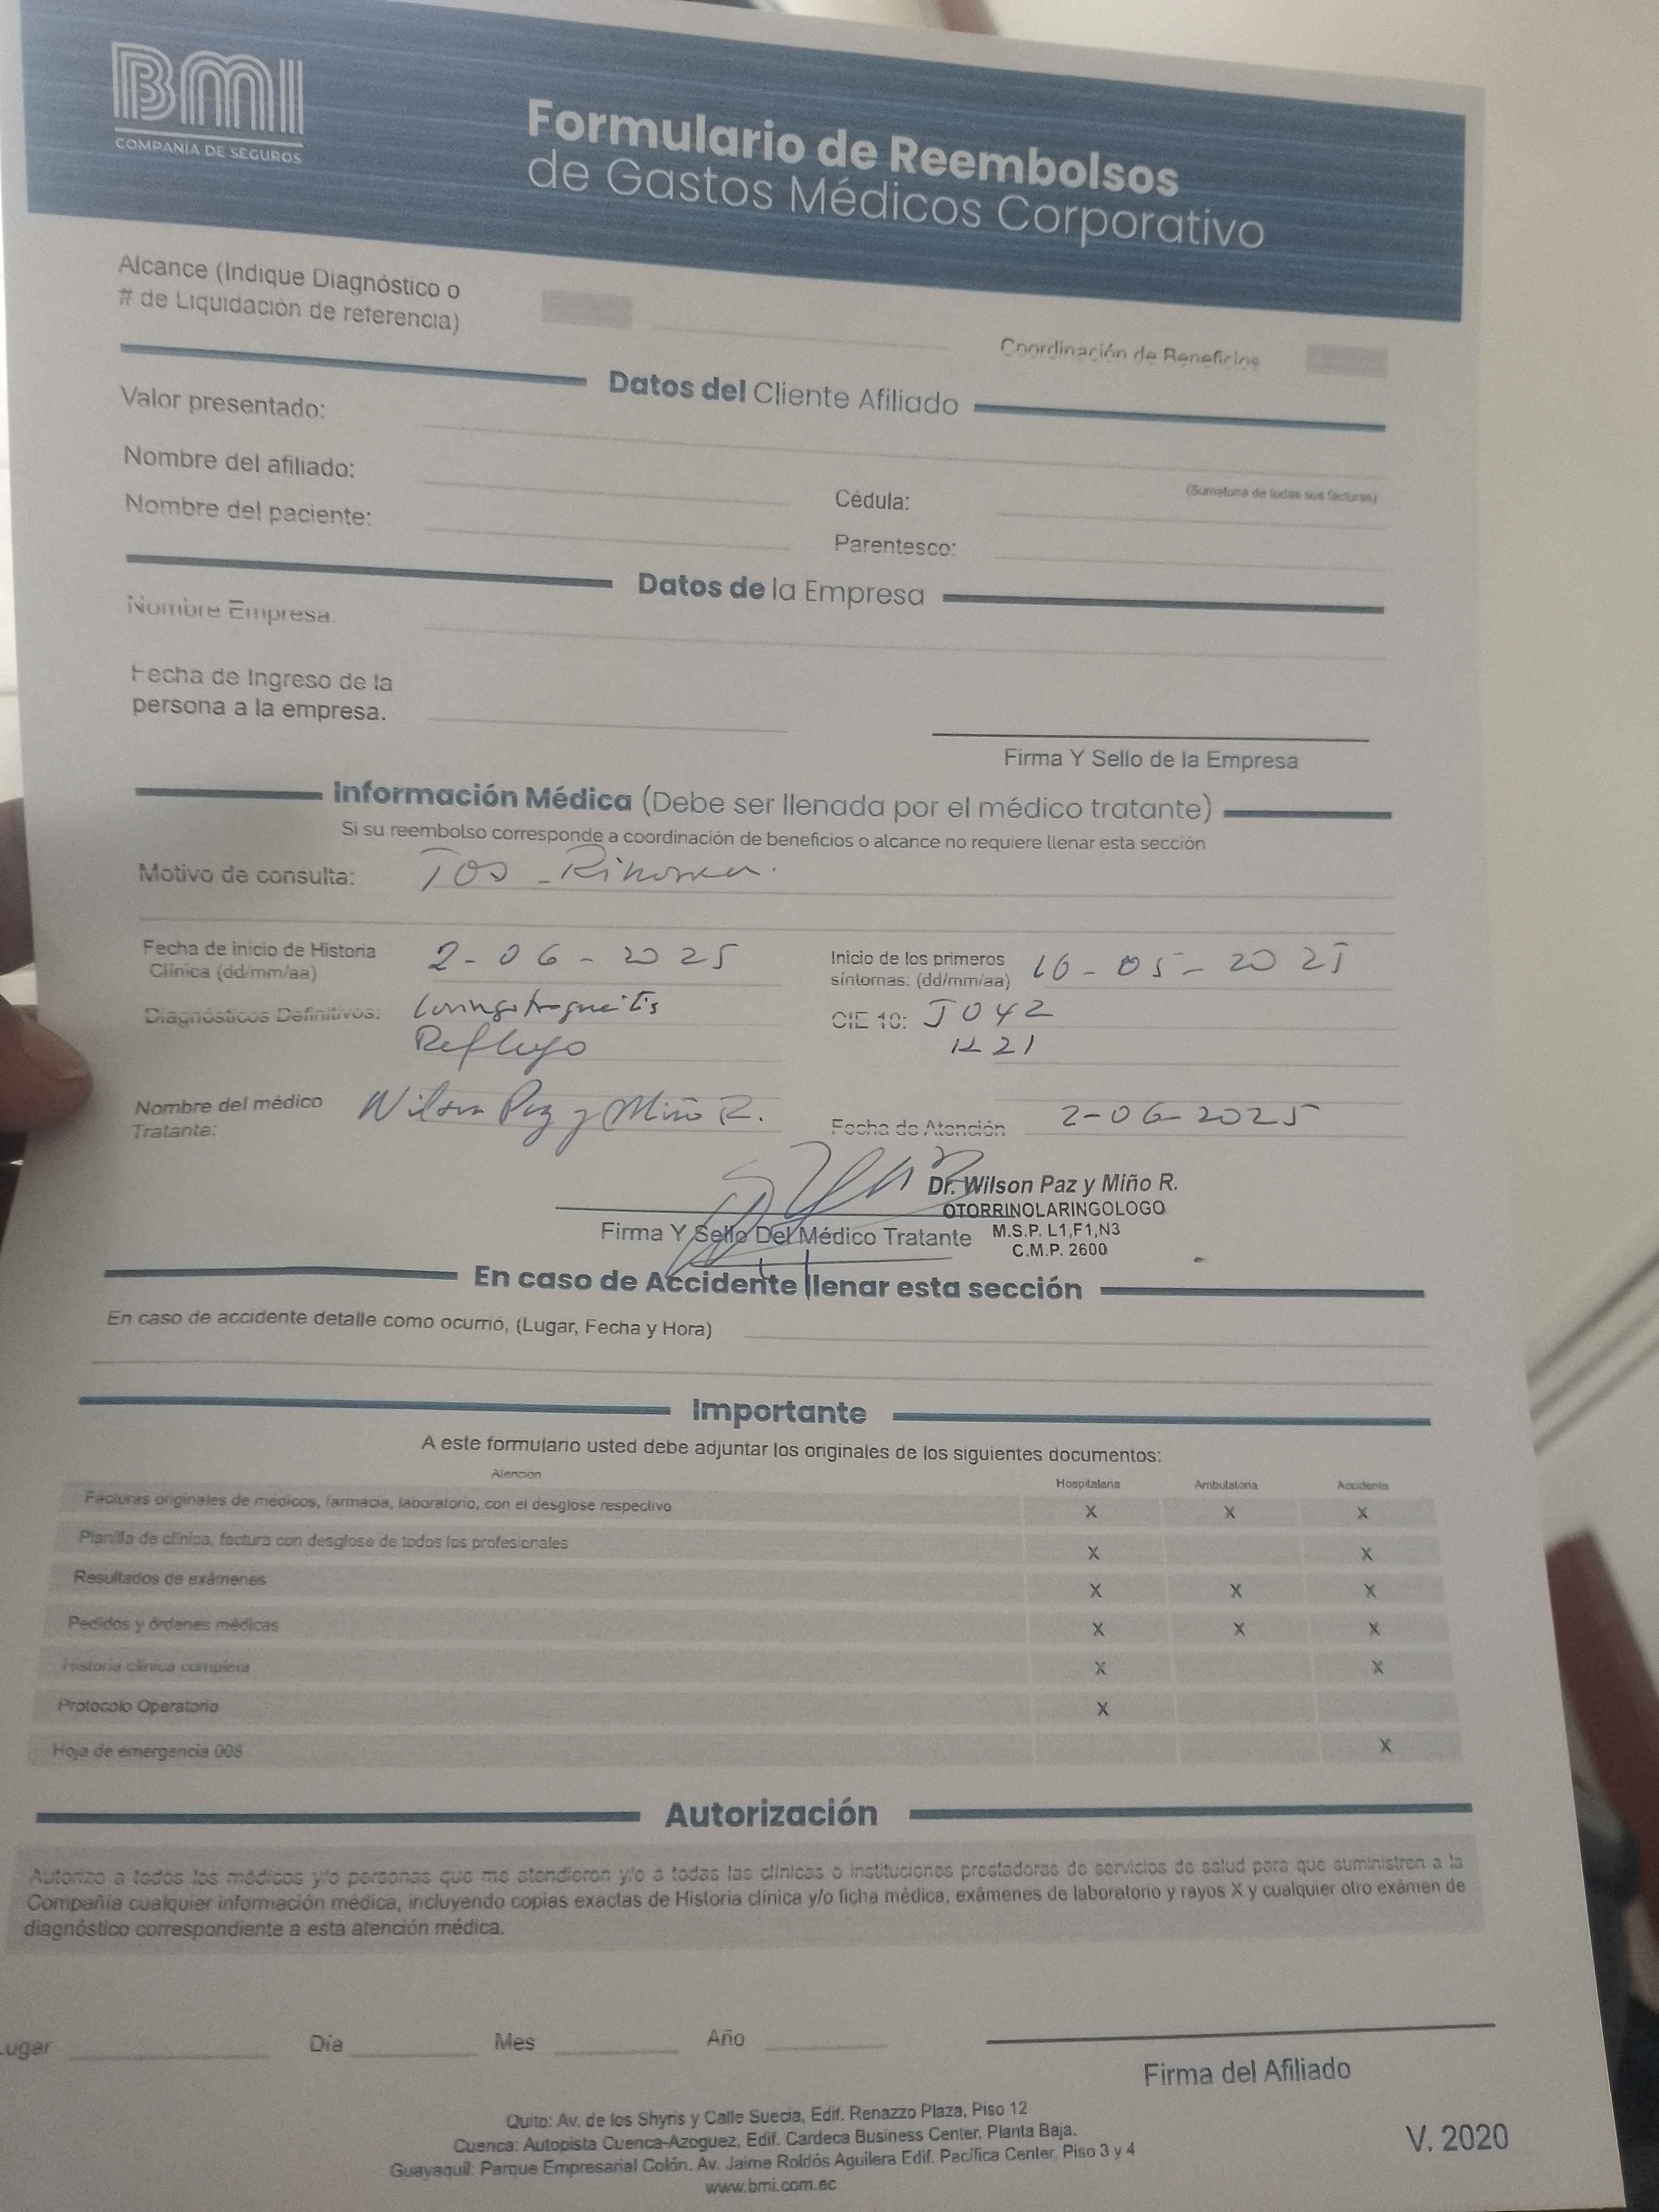 BMI
COMPAÑIA DE SEGUROS
Formulario de Reembolsos
de Gastos Médicos Corporativo
Alcance (Indique Diagnóstico o
# de Liquidación de referencia)
Coordinación de Beneficios
Datos del Cliente Afiliado
Valor presentado:
(Sumatoria de todas sus facturas)
Nombre del afiliado:
Cédula:
Nombre del paciente:
Parentesco:
Datos de la Empresa
Nombre Empresa.
Fecha de Ingreso de la
persona a la empresa.
Firma Y Sello de la Empresa
Información Médica (Debe ser llenada por el médico tratante)
Si su reembolso corresponde a coordinación de beneficios o alcance no requiere llenar esta sección
Motivo de consulta: Tos -
Fecha de inicio de Historia
Clínica (dd/mm/aa) 2-06-2025
Inicio de los primeros
síntomas: (dd/mm/aa) 16-05-2025
Diagnósticos Definitivos:
Reflujo
CIE 10: J042
K21
Nombre del médico
Tratante: Wilson Paz y Miño R.
Fecha de Atención 2-06-2025
Dr. Wilson Paz y Miño R.
OTORRINOLARINGOLOGO
M.S.P. L1,F1,N3
C.M.P. 2600
Firma Y Sello Del Médico Tratante
En caso de Accidente llenar esta sección
En caso de accidente detalle como ocurrió, (Lugar, Fecha y Hora)
Importante
A este formulario usted debe adjuntar los originales de los siguientes documentos:
Atención Hospitalaria Ambulatoria Accidente
Facturas originales de médicos, farmacia, laboratorio, con el desglose respectivo X X X
Planilla de clínica, factura con desglose de todos los profesionales X X
Resultados de exámenes X X X
Pedidos y órdenes médicas X X X
Historia clínica completa X X
Protocolo Operatorio X
Hoja de emergencia 008 X
Autorización
Autorizo a todos los médicos y/o personas que me atendieron y/o a todas las clínicas o instituciones prestadoras de servicios de salud para que suministren a la
Compañía cualquier información médica, incluyendo copias exactas de Historia clínica y/o ficha médica, exámenes de laboratorio y rayos X y cualquier otro exámen de
diagnóstico correspondiente a esta atención médica.
Lugar Día Mes Año
Firma del Afiliado
Quito: Av. de los Shyris y Calle Suecia, Edif. Renazzo Plaza, Piso 12
Cuenca: Autopista Cuenca-Azoguez, Edif. Cardeca Business Center, Planta Baja.
Guayaquil: Parque Empresarial Colón. Av. Jaime Roldós Aguilera Edif. Pacífica Center, Piso 3 y 4
www.bmi.com.ec
V. 2020